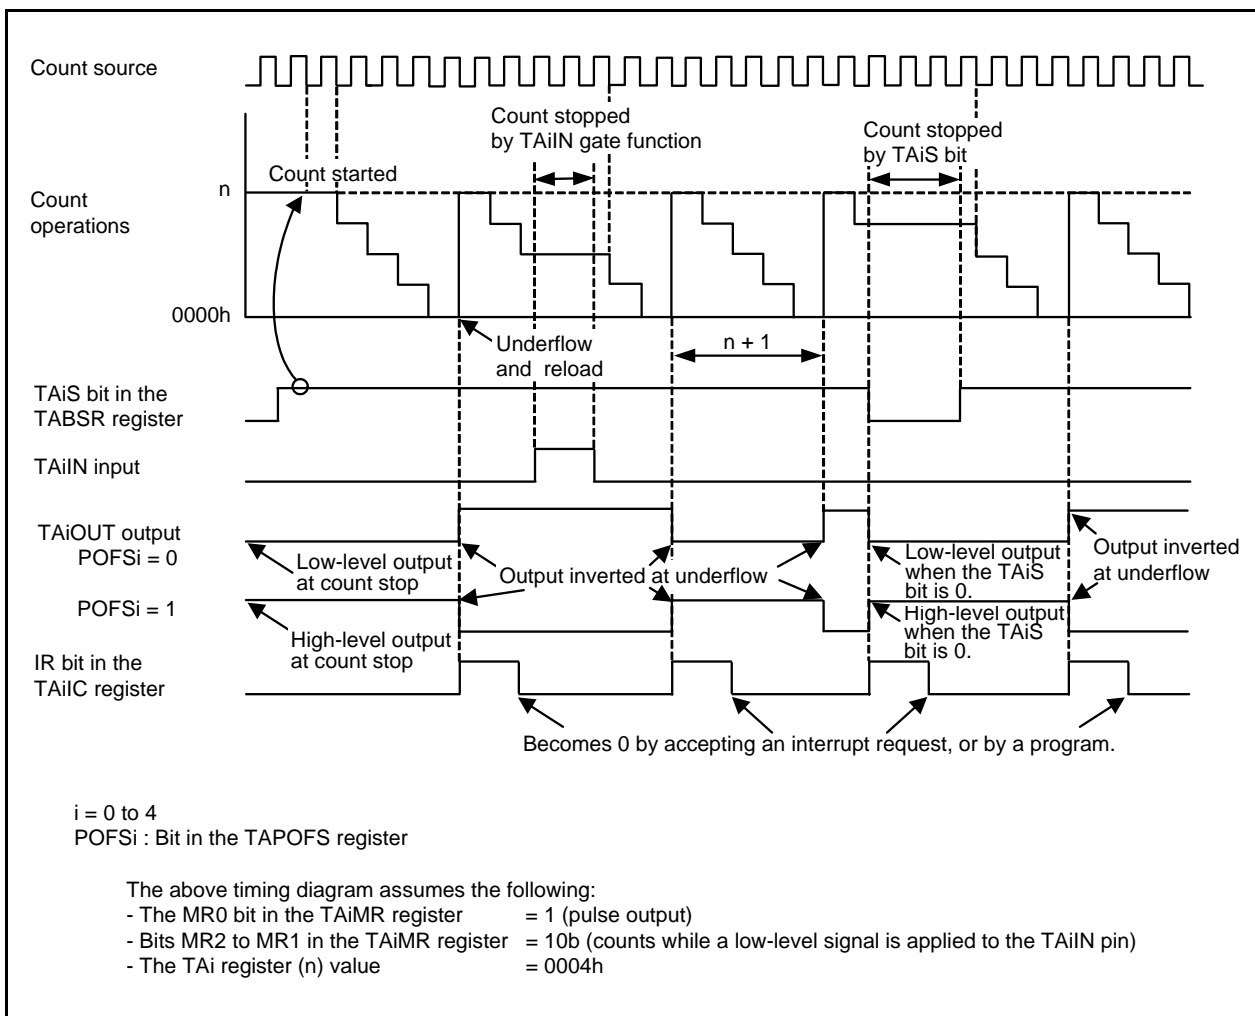 Count source
Count stopped
by TAiIN gate function
Count stopped
by TAiS bit
Count started
n
Count
operations
0000h
Underflow
and reload
n + 1
TAiS bit in the
TABSR register
TAiIN input
TAiOUT output
POFSi = 0
Low-level output
at count stop
Output inverted at underflow
Low-level output
when the TAiS
bit is 0.
Output inverted
at underflow
POFSi = 1
High-level output
at count stop
High-level output
when the TAiS
bit is 0.
IR bit in the
TAiIC register
Becomes 0 by accepting an interrupt request, or by a program.
i = 0 to 4
POFSi : Bit in the TAPOFS register
The above timing diagram assumes the following:
- The MR0 bit in the TAiMR register = 1 (pulse output)
- Bits MR2 to MR1 in the TAiMR register = 10b (counts while a low-level signal is applied to the TAiIN pin)
- The TAi register (n) value = 0004h